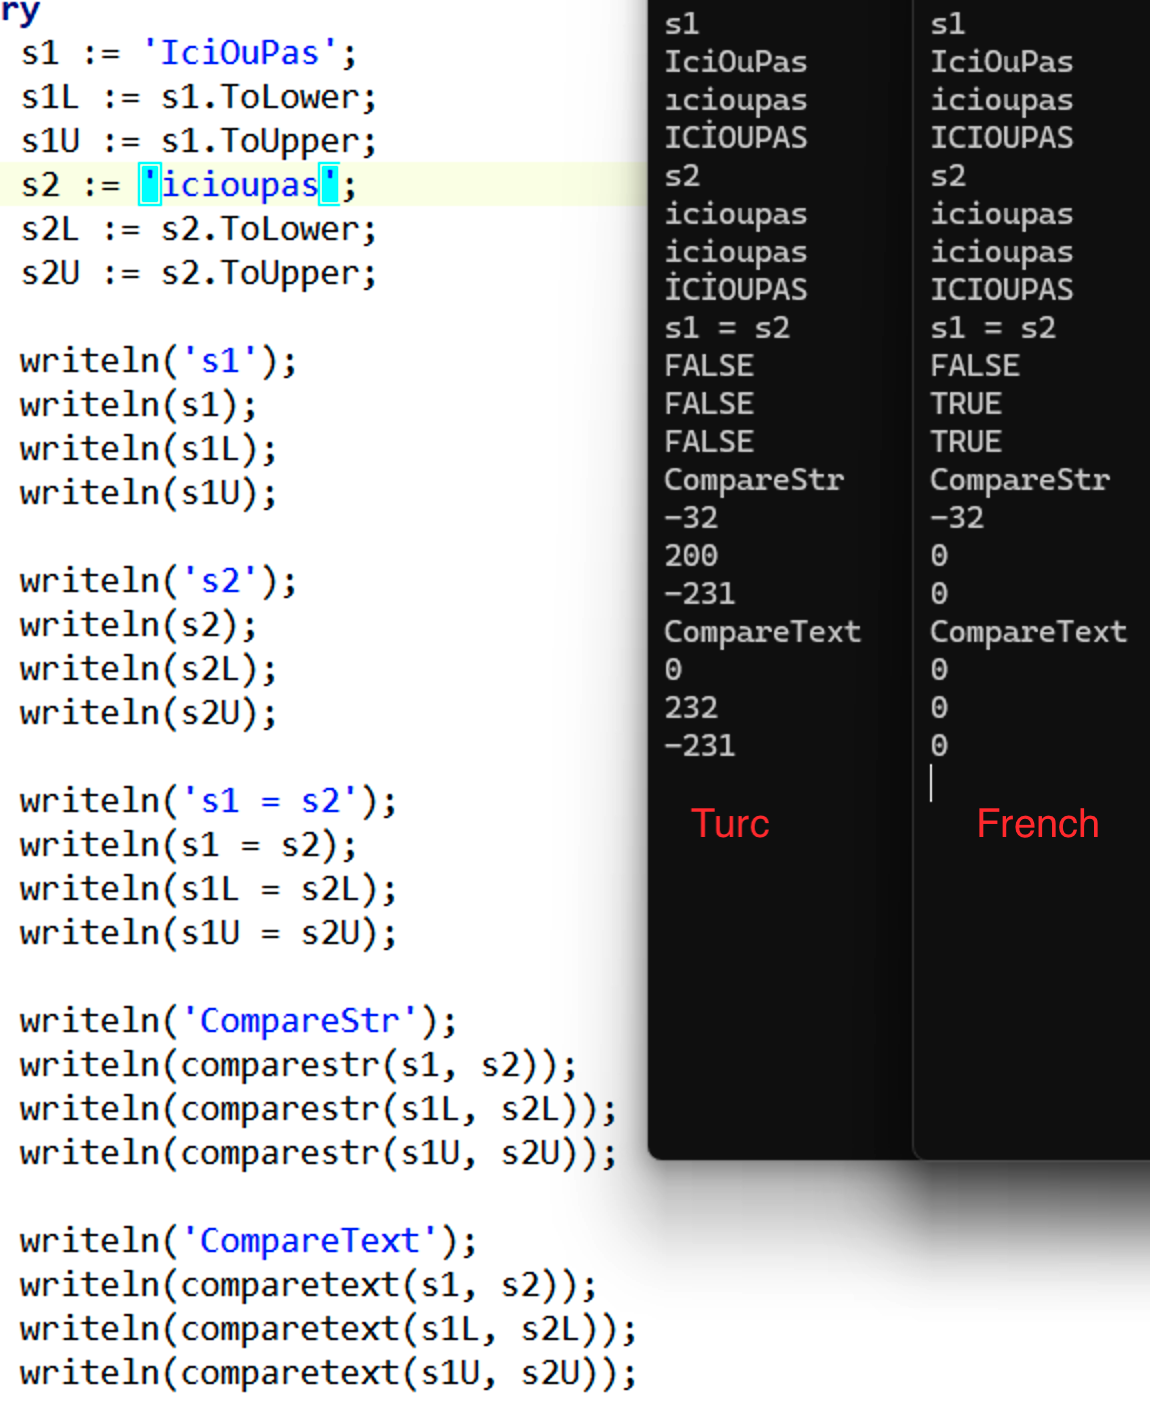 ry
s1 := 'IciOuPas';
s1L := s1.ToLower;
s1U := s1.ToUpper;
s2 := 'icioupas';
s2L := s2.ToLower;
s2U := s2.ToUpper;
writeln('s1');
writeln(s1);
writeln(s1L);
writeln(s1U);
writeln('s2');
writeln(s2);
writeln(s2L);
writeln(s2U);
writeln('s1 = s2');
writeln(s1 = s2);
writeln(s1L = s2L);
writeln(s1U = s2U);
writeln('CompareStr');
writeln(comparestr(s1, s2));
writeln(comparestr(s1L, s2L));
writeln(comparestr(s1U, s2U));
writeln('CompareText');
writeln(comparetext(s1, s2));
writeln(comparetext(s1L, s2L));
writeln(comparetext(s1U, s2U));
s1
IciOuPas
ıcioupas
ICİOUPAS
s2
icioupas
icioupas
İCİOUPAS
s1 = s2
FALSE
FALSE
FALSE
CompareStr
-32
200
-231
CompareText
0
232
-231
Turc
s1
IciOuPas
icioupas
ICIOUPAS
s2
icioupas
icioupas
ICIOUPAS
s1 = s2
FALSE
TRUE
TRUE
CompareStr
-32
0
0
CompareText
0
0
0
French